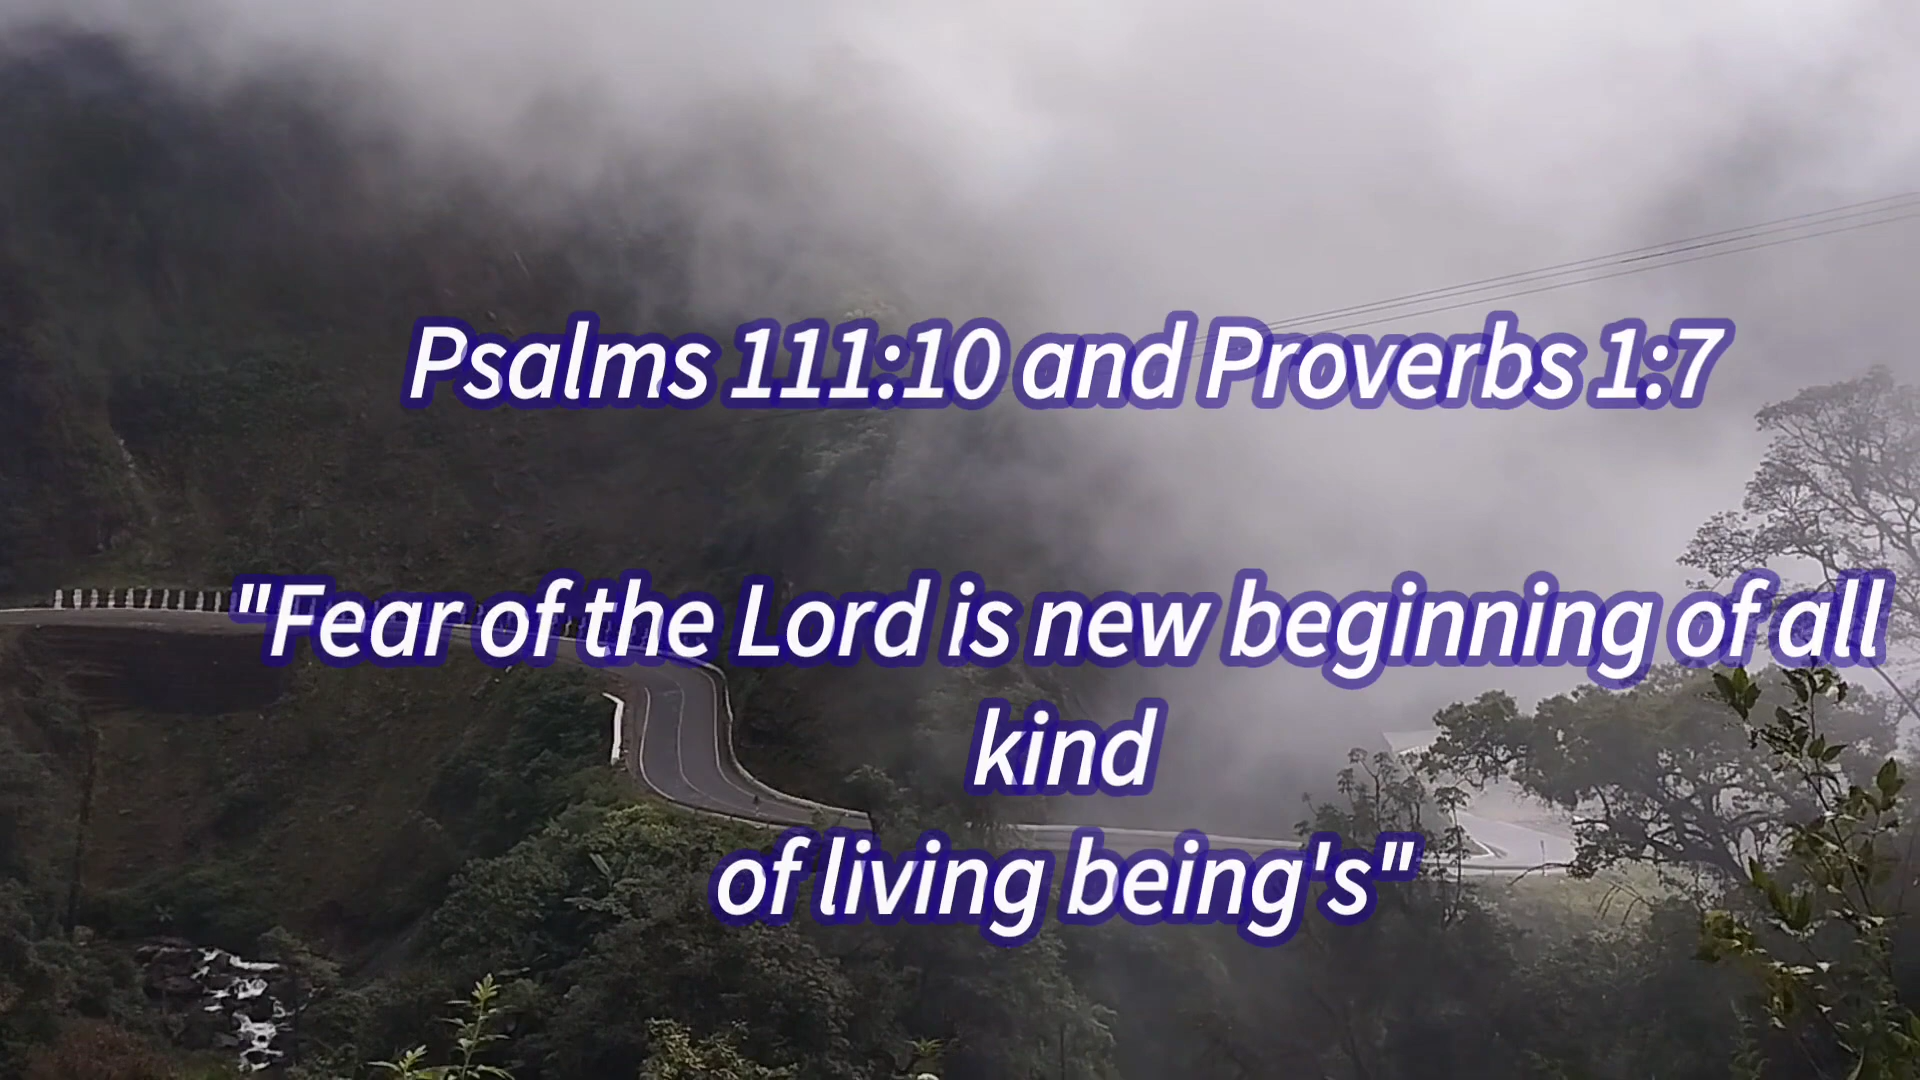 Psalms 111:10 and Proverbs 1:7
"Fear of the Lord is new beginning of all
kind
of living being's"